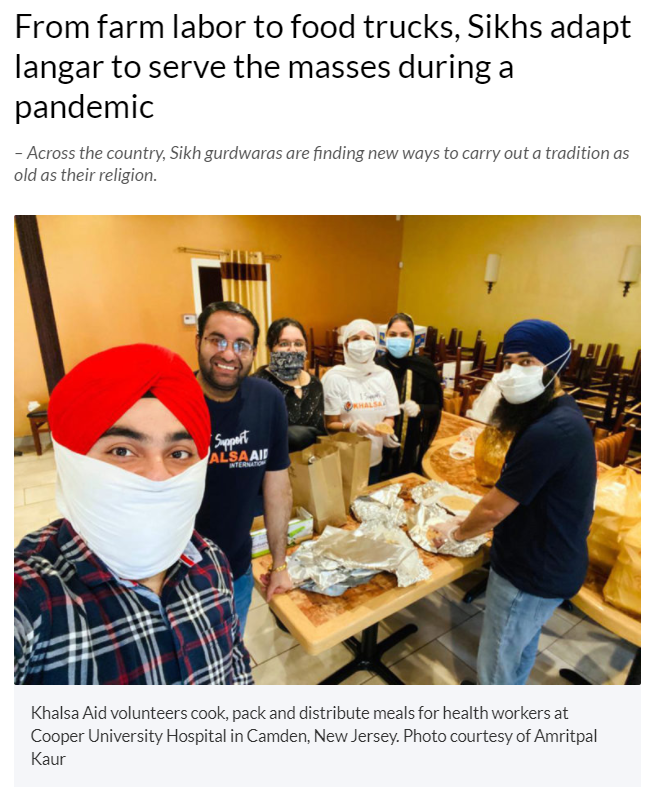 From farm labor to food trucks, Sikhs adapt
langar to serve the masses during a
pandemic
– Across the country, Sikh gurdwaras are finding new ways to carry out a tradition as
old as their religion.
I Support
ALSAAID
INTERNATION
KHALSA
Khalsa Aid volunteers cook, pack and distribute meals for health workers at
Cooper University Hospital in Camden, New Jersey. Photo courtesy of Amritpal
Kaur